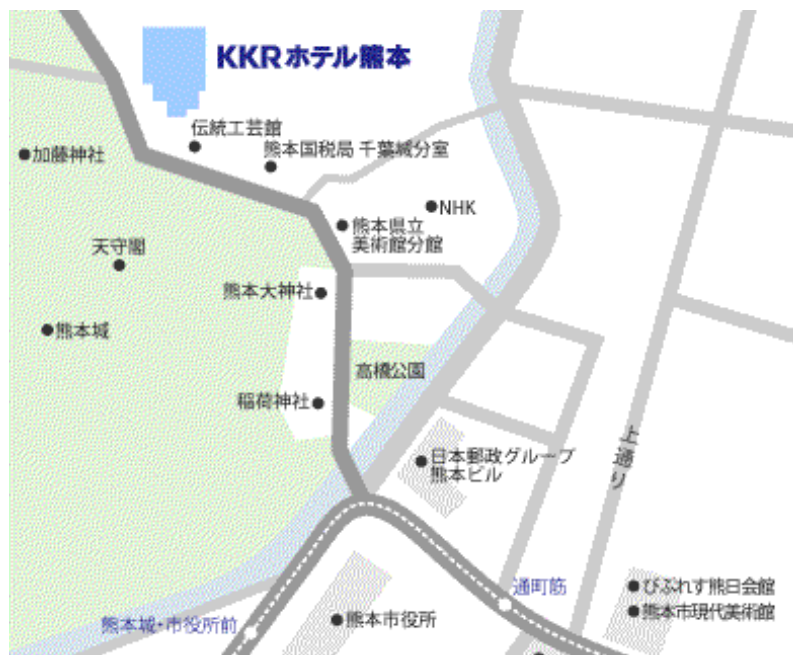 KKRホテル熊本
伝統工芸館
熊本国税局 千葉城分室
加藤神社
NHK
熊本県立
美術館分館
天守閣
熊本大神社
熊本城
高橋公園
稲荷神社
上通り
日本郵政グループ
熊本ビル
通町筋
びぷれす熊日会館
熊本市現代美術館
熊本城・市役所前
熊本市役所